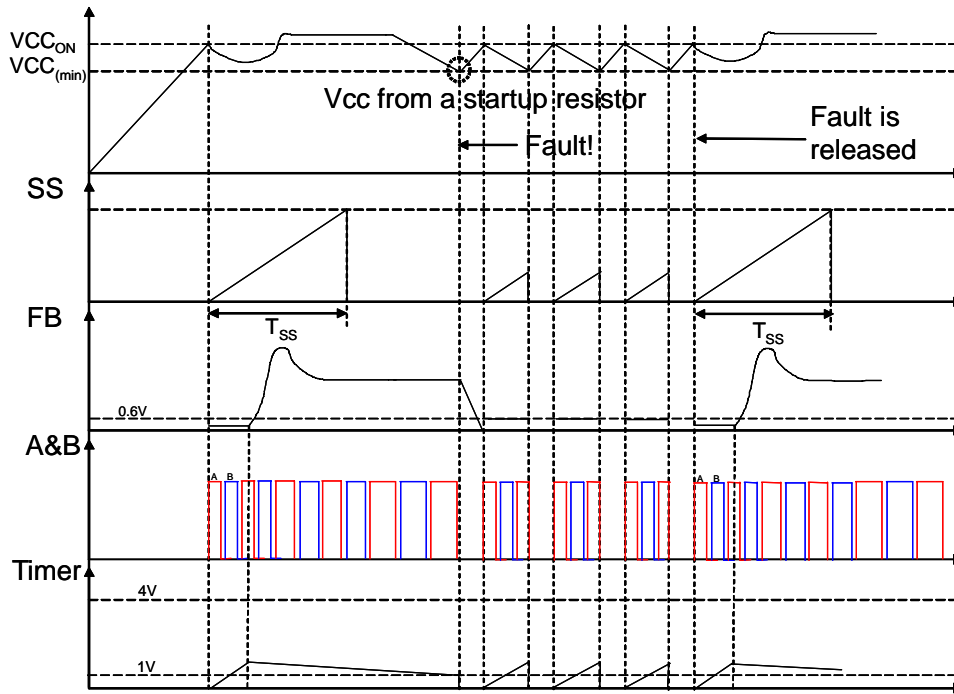 VCC_ON
VCC_(min)
Vcc from a startup resistor
Fault!
Fault is
released
SS
T_SS
T_SS
FB
0.6V
A&B
A B
A B
Timer
4V
1V